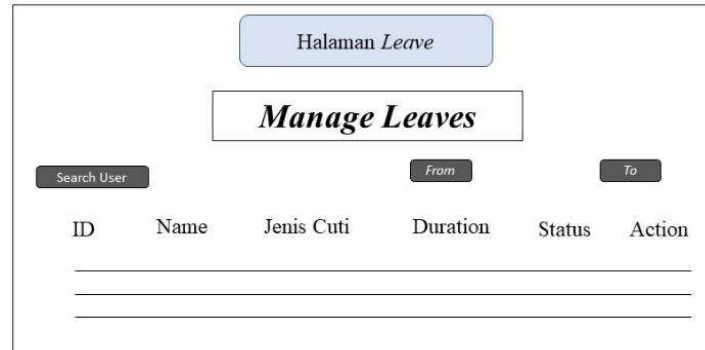 Halaman Leave
Manage Leaves
Search User From To
ID Name Jenis Cuti Duration Status Action